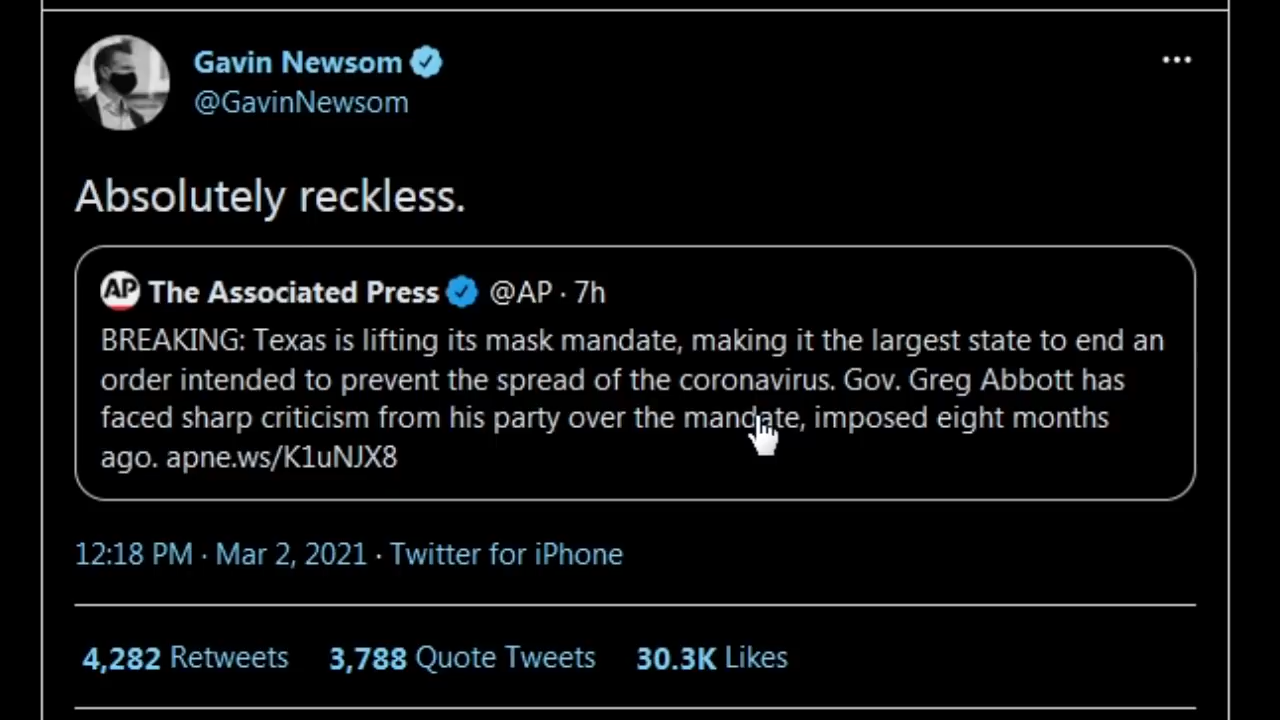 Gavin Newsom
@GavinNewsom
Absolutely reckless.
AP The Associated Press @AP · 7h
BREAKING: Texas is lifting its mask mandate, making it the largest state to end an
order intended to prevent the spread of the coronavirus. Gov. Greg Abbott has
faced sharp criticism from his party over the mandate, imposed eight months
ago. apne.ws/K1uNJX8
12:18 PM · Mar 2, 2021 · Twitter for iPhone
4,282 Retweets 3,788 Quote Tweets 30.3K Likes